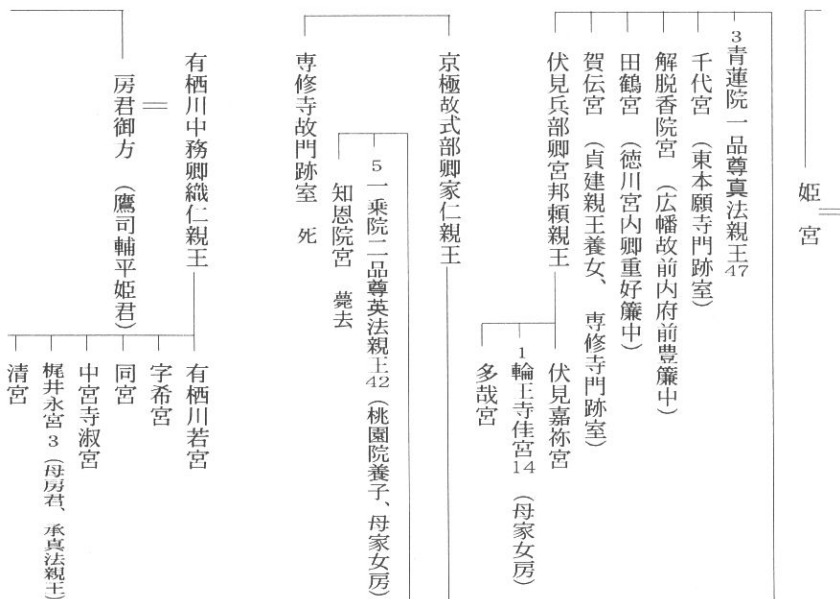 姫宮
3青蓮院一品尊真法親王47
千代宮　（東本願寺門跡室）
解脱香院宮　（広幡故前内府前豊簾中）
田鶴宮　（徳川宮内卿重好簾中）
賀伝宮　（貞建親王養女、専修寺門跡室）
伏見兵部卿宮邦頼親王
伏見嘉祢宮
1輪王寺佳宮14　（母家女房）
多哉宮
京極故式部卿家仁親王
5一乗院二品尊英法親王42（桃園院養子、母家女房）
知恩院宮　薨去
専修寺故門跡室　死
有栖川中務卿織仁親王
房君御方　（鷹司輔平姫君）
有栖川若宮
字希宮
同宮
中宮寺淑宮
梶井永宮3（母房君、承真法親王）
清宮